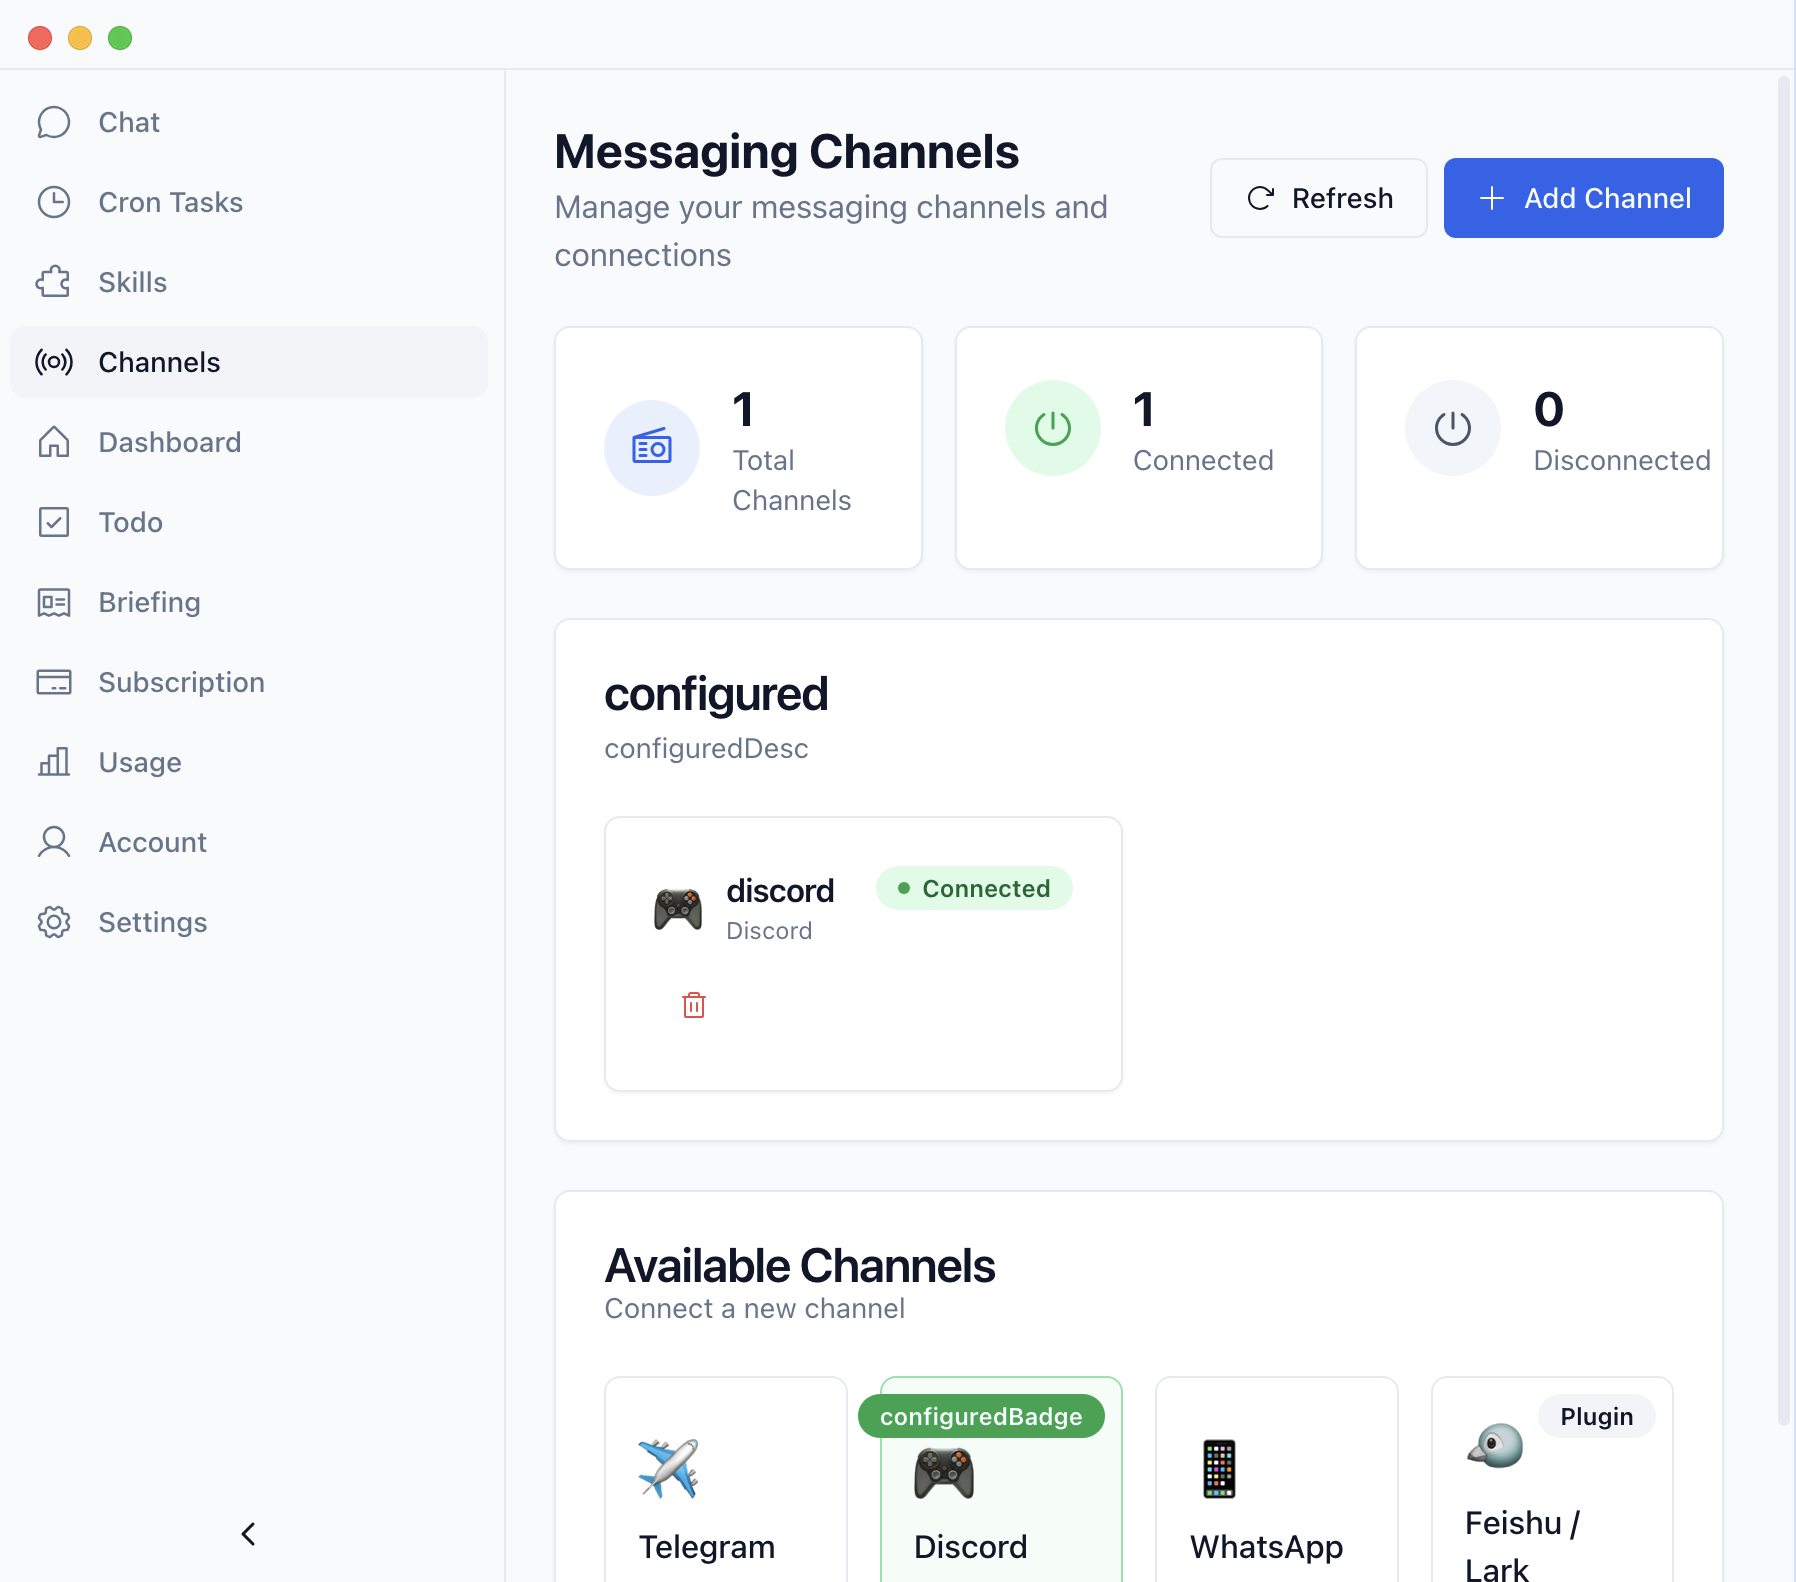 Chat
Cron Tasks
Skills
Channels
Dashboard
Todo
Briefing
Subscription
Usage
Account
Settings
Messaging Channels
Manage your messaging channels and
connections
Refresh
Add Channel
1
Total
Channels
1
Connected
0
Disconnected
configured
configuredDesc
discord
Connected
Discord
Available Channels
Connect a new channel
Telegram
configuredBadge
Discord
WhatsApp
Plugin
Feishu /
Lark